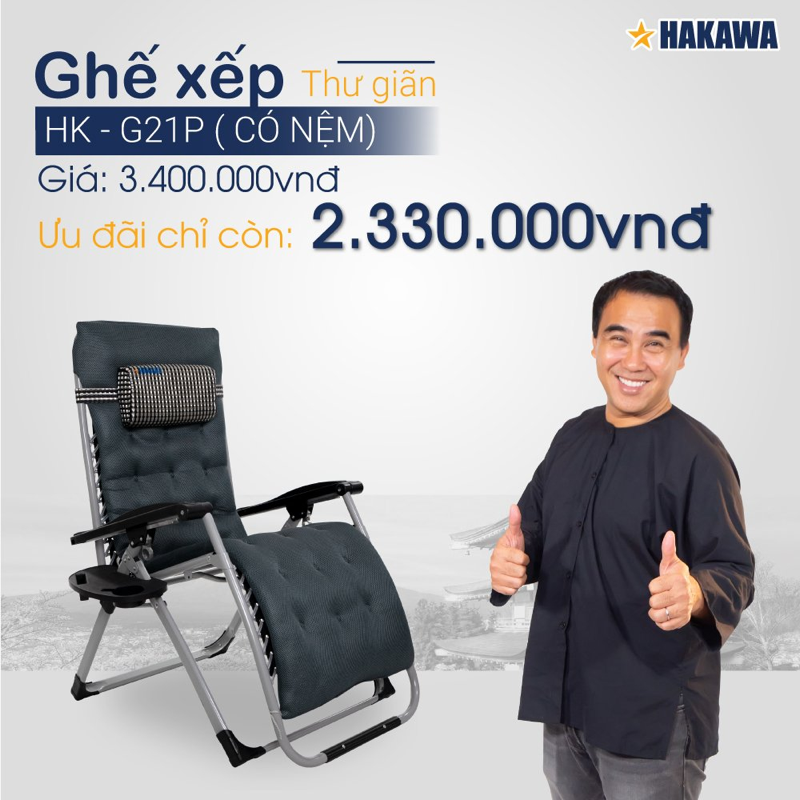 HAKAWA
Ghế xếp Thư giãn
HK - G21P ( CÓ NỆM)
Giá: 3.400.000vnđ
Ưu đãi chỉ còn: 2.330.000vnđ